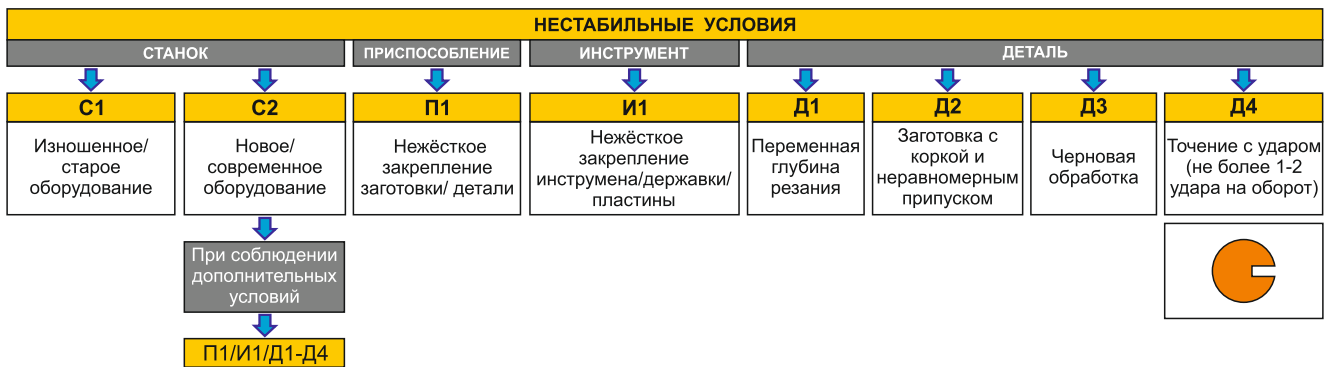 НЕСТАБИЛЬНЫЕ УСЛОВИЯ
СТАНОК
ПРИСПОСОБЛЕНИЕ
ИНСТРУМЕНТ
ДЕТАЛЬ
С1
Изношенное/
старое
оборудование
С2
Новое/
современное
оборудование
При соблюдении
дополнительных
условий
П1/И1/Д1-Д4
П1
Нежёсткое
закрепление
заготовки/ детали
И1
Нежёсткое
закрепление
инструмена/державки/
пластины
Д1
Переменная
глубина
резания
Д2
Заготовка с
коркой и
неравномерным
припуском
Д3
Черновая
обработка
Д4
Точение с ударом
(не более 1-2
удара на оборот)